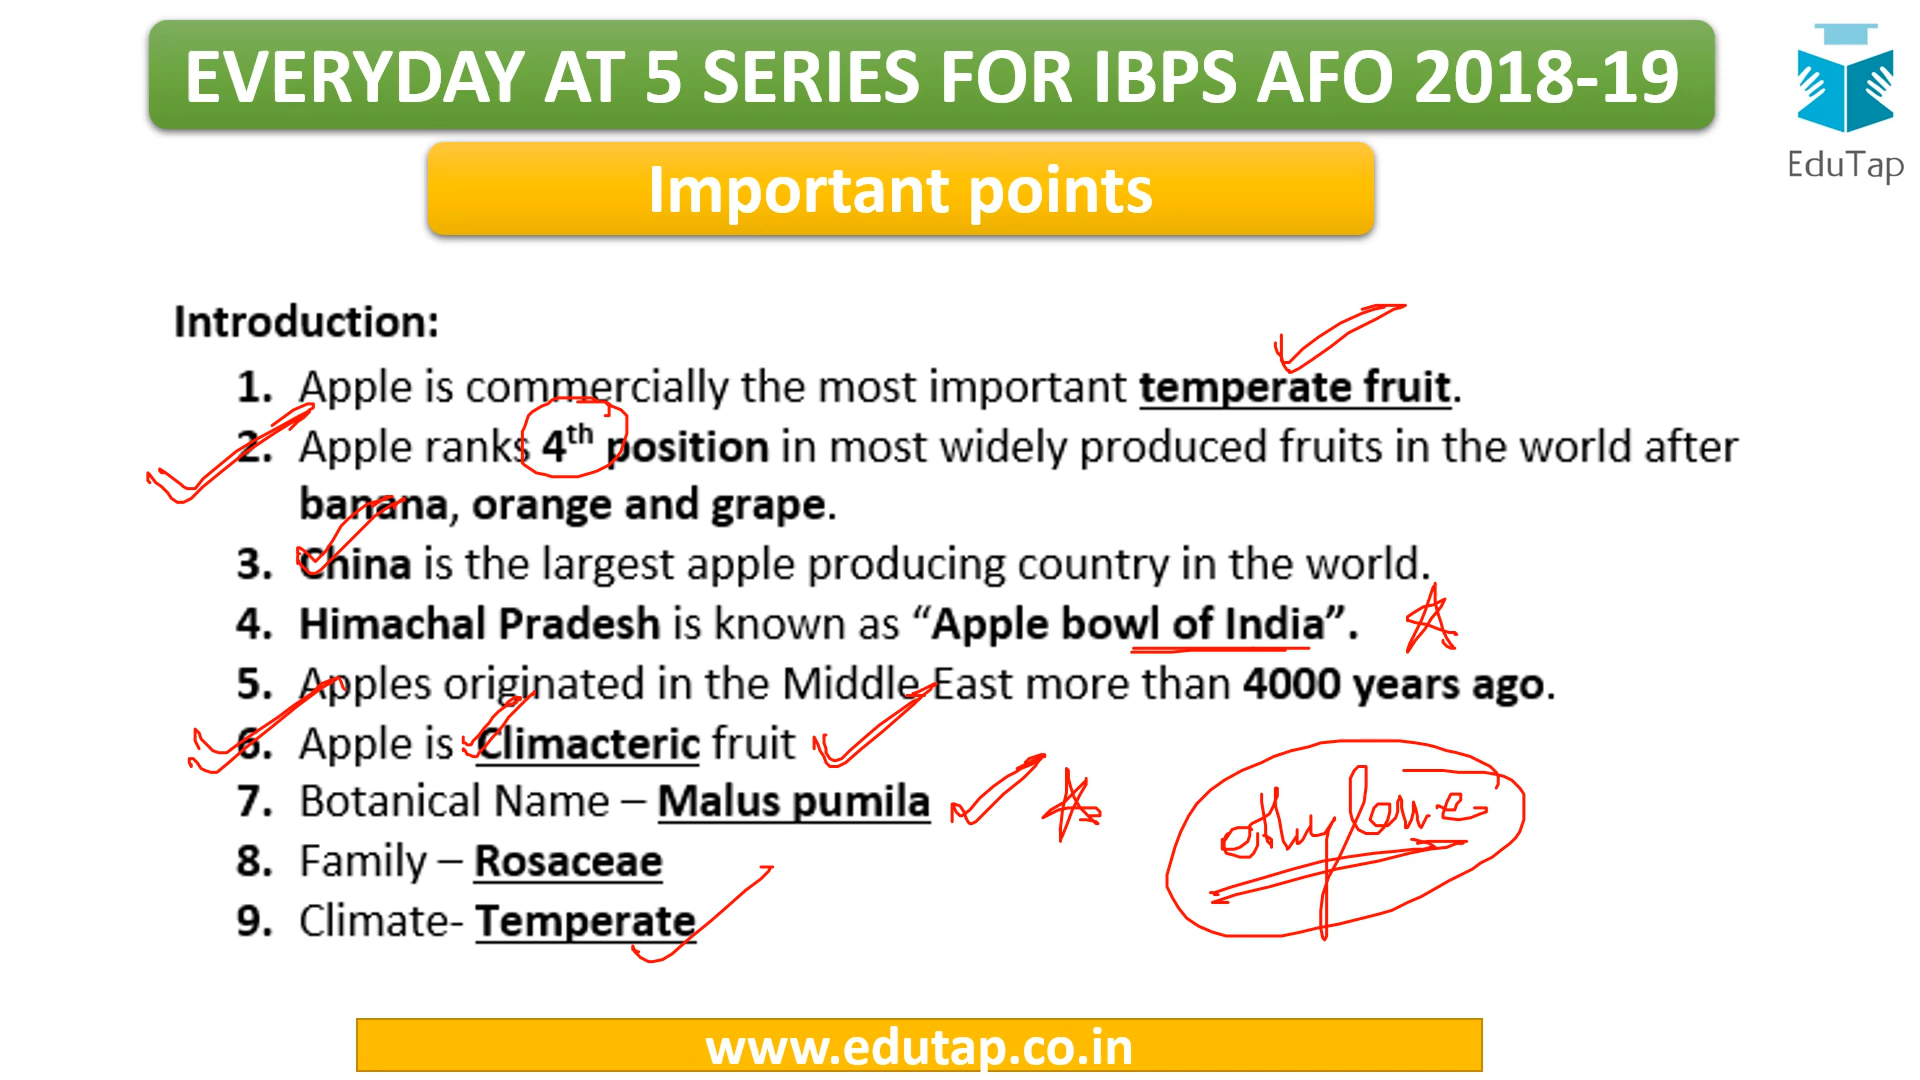 EVERYDAY AT 5 SERIES FOR IBPS AFO 2018-19
EduTap
Important points
Introduction:
1. Apple is commercially the most important temperate fruit.
2. Apple ranks 4th position in most widely produced fruits in the world after
banana, orange and grape.
3. China is the largest apple producing country in the world.
4. Himachal Pradesh is known as “Apple bowl of India”.
5. Apples originated in the Middle East more than 4000 years ago.
6. Apple is Climacteric fruit
7. Botanical Name – Malus pumila
8. Family – Rosaceae
9. Climate- Temperate
www.edutap.co.in